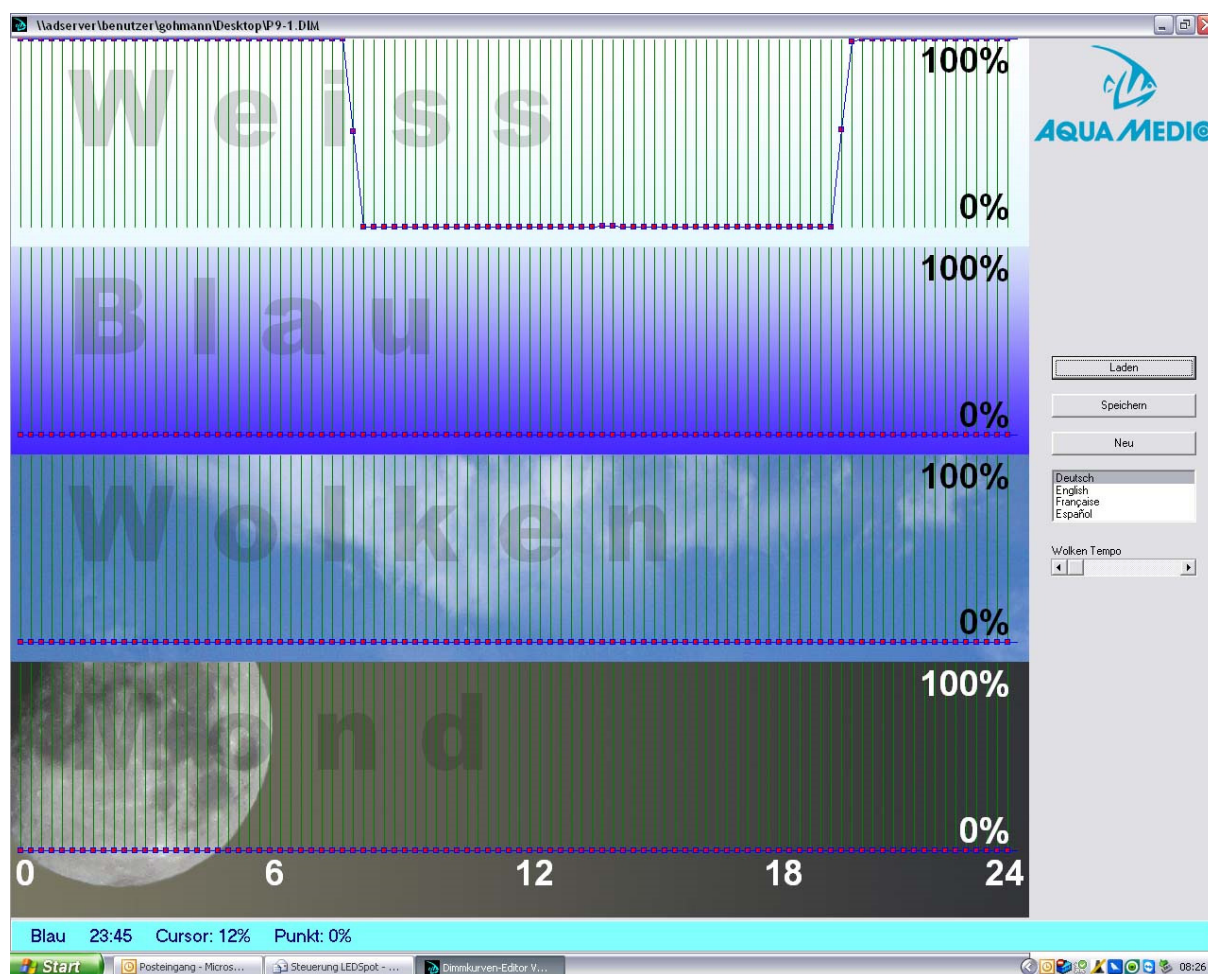 \\adserver\benutzer\gohmann\Desktop\P9-1.DIM
Weiss
100%
0%
AQUA MEDIC
Blau
100%
0%
Laden
Speichern
Neu
Deutsch
English
Française
Español
Wolken Tempo
Wolken
100%
0%
Mond
100%
0%
0 6 12 18 24
Blau 23:45 Cursor: 12% Punkt: 0%
Start Posteingang - Micros... Steuerung LEDSpot - ... Dimmkurven-Editor V... 08:26